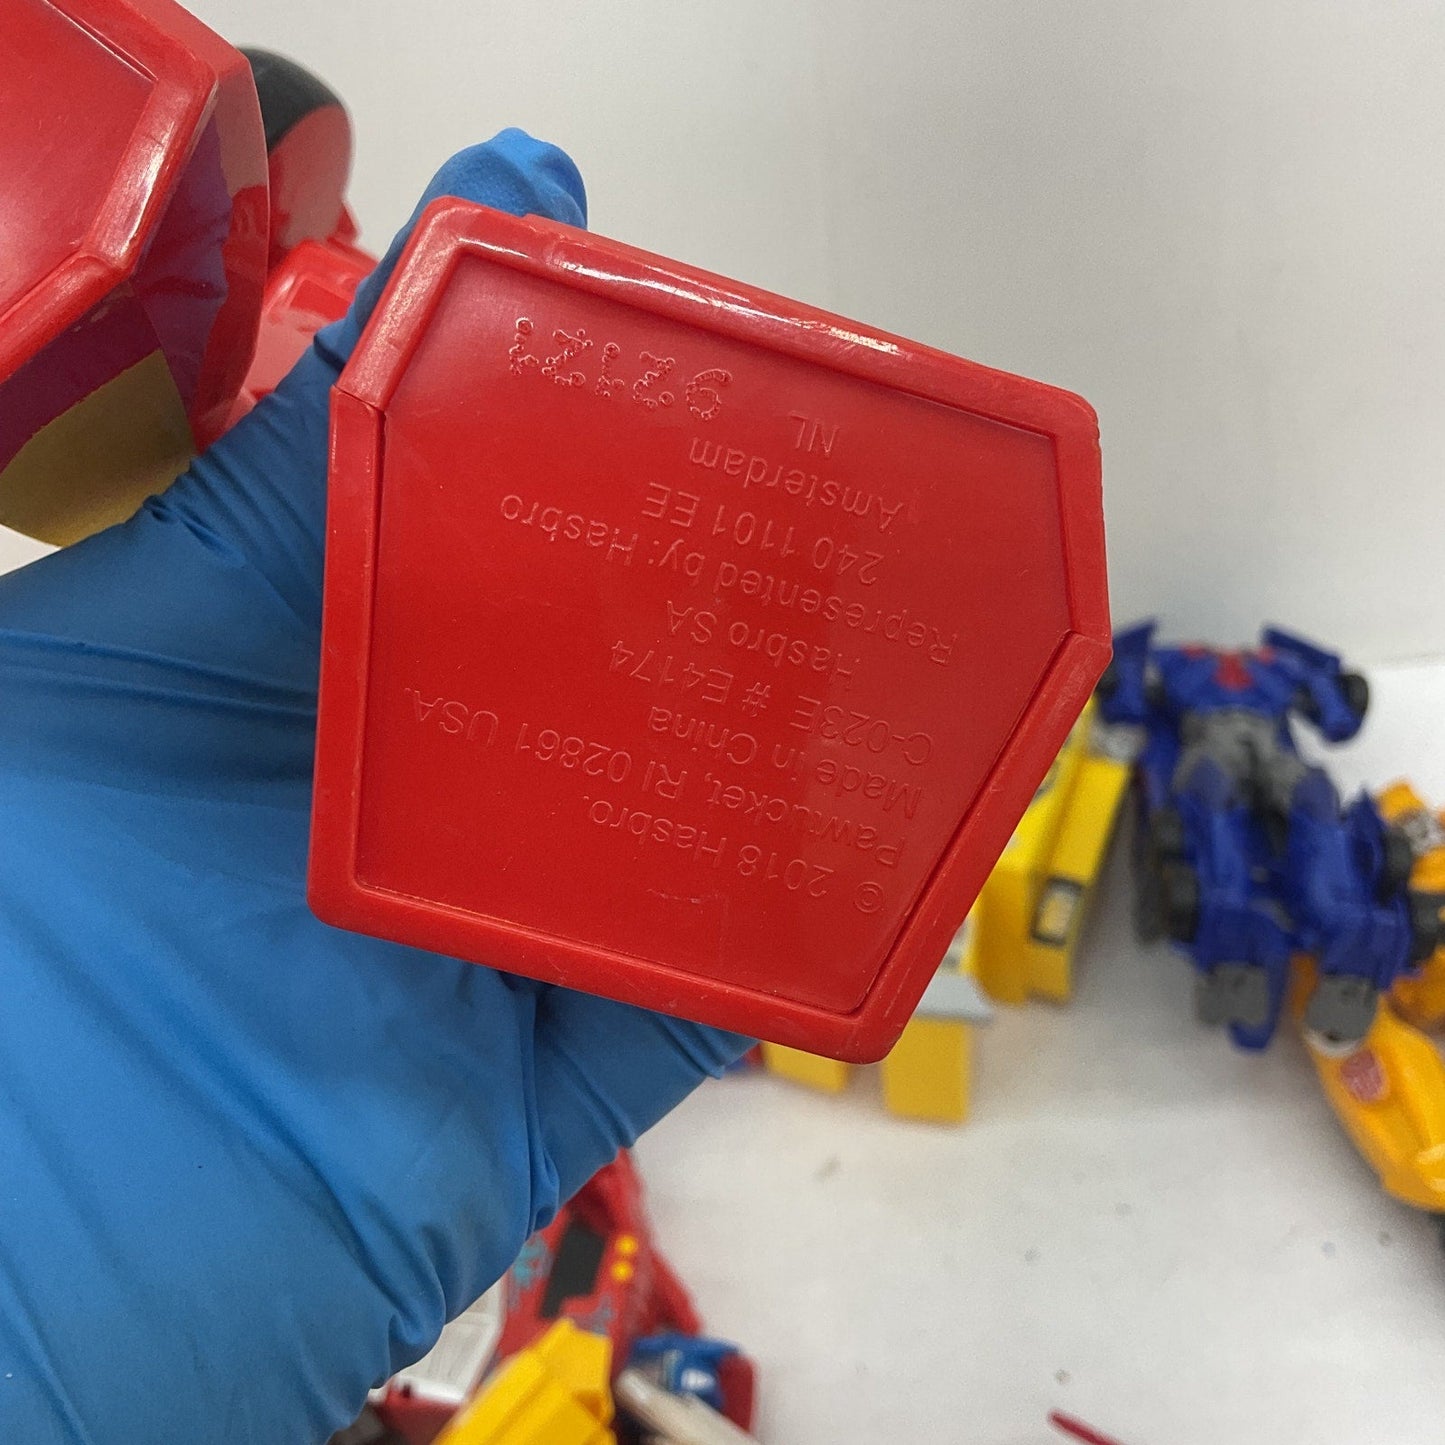 © 2018 Hasbro.
Pawtucket, RI 02861 USA
Made in China
C-023E # E4174
Hasbro SA
Represented by: Hasbro
240 1101 EE
Amsterdam
NL
92121